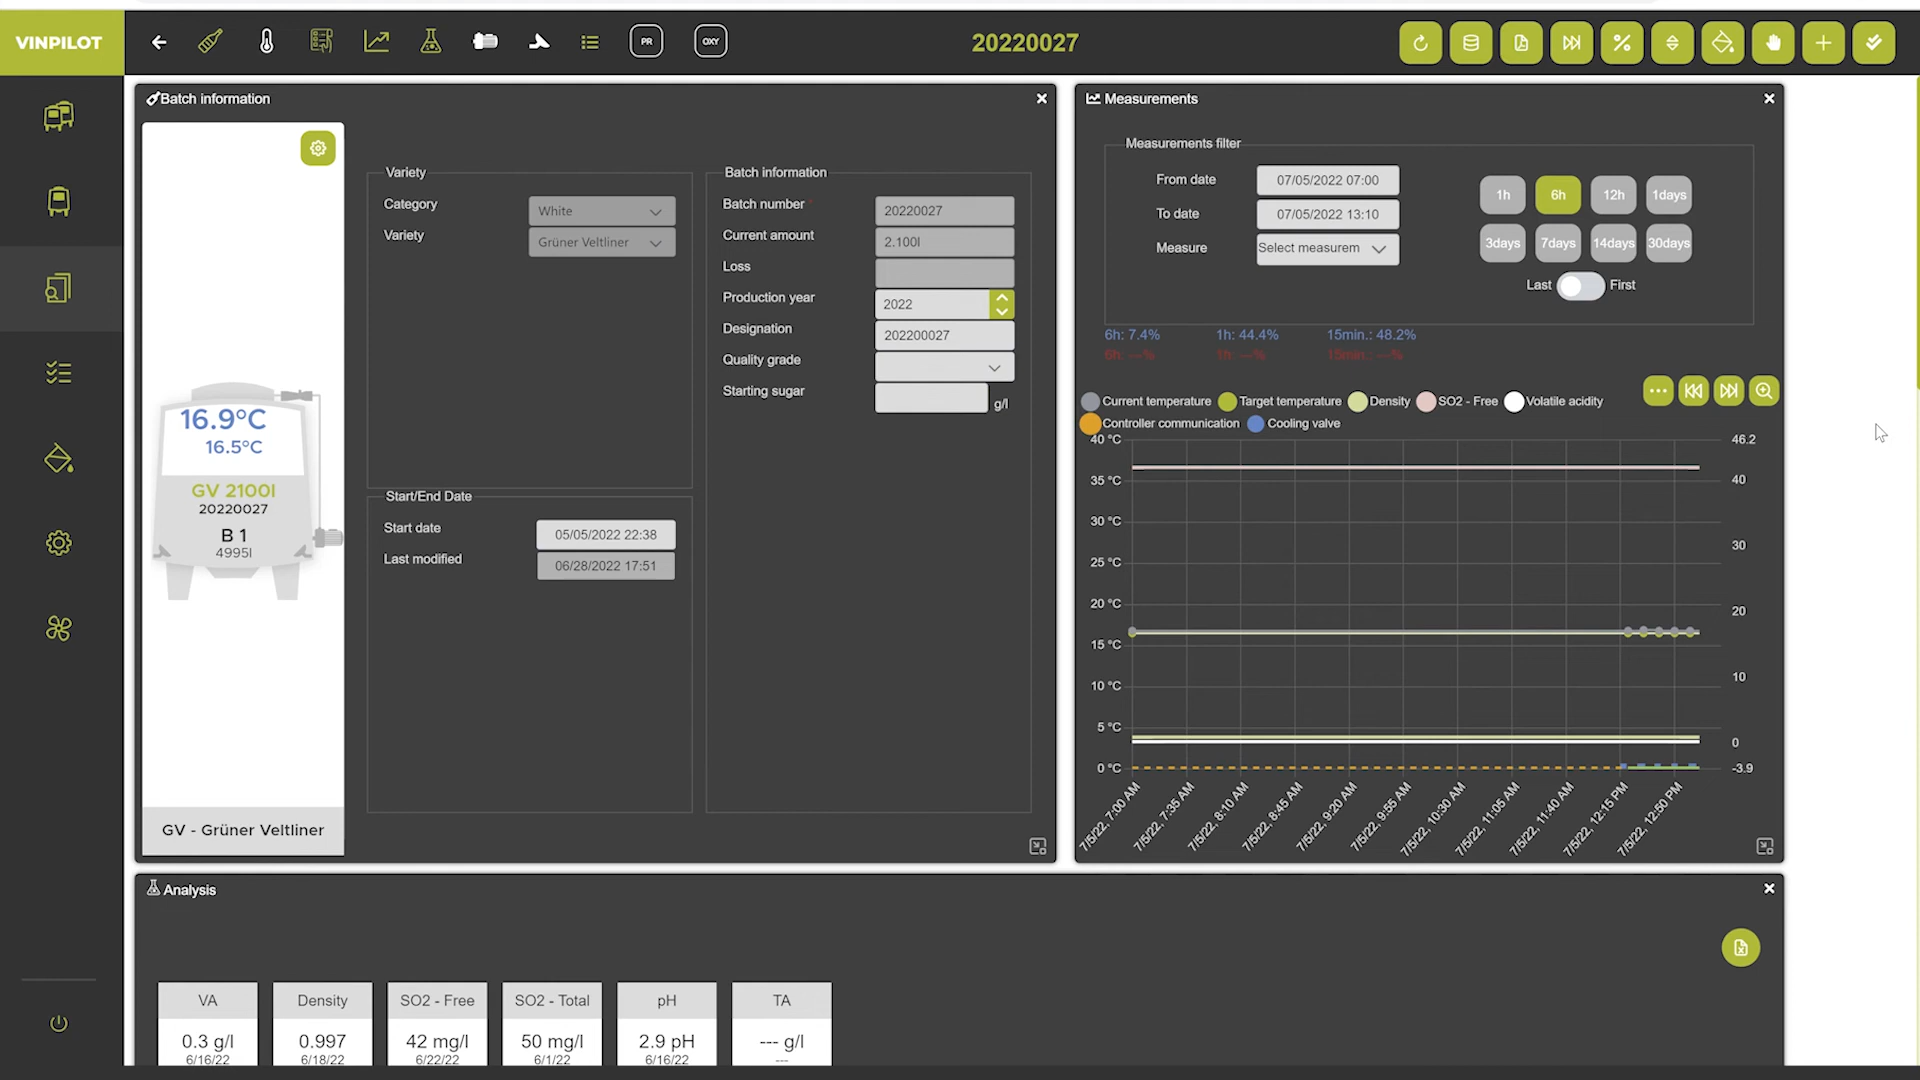 VINPILOT
PR
OXY
20220027
Batch information
Variety
Category
White
Variety
Grüner Veltliner
Start/End Date
Start date
05/05/2022 22:38
Last modified
06/28/2022 17:51
Batch information
Batch number
20220027
Current amount
2.100l
Loss
Production year
2022
Designation
202200027
Quality grade
Starting sugar
g/l
16.9°C
16.5°C
GV 2100l
20220027
B 1
4995l
GV - Grüner Veltliner
Measurements
Measurements filter
From date
07/05/2022 07:00
To date
07/05/2022 13:10
Measure
Select measurem
1h 6h 12h 1days
3days 7days 14days 30days
Last First
6h: 7.4% 1h: 44.4% 15min.: 48.2%
6h: ---% 1h: ---% 15min.: ---%
Current temperature Target temperature Density SO2 - Free Volatile acidity
Controller communication Cooling valve
40 °C
35 °C
30 °C
25 °C
20 °C
15 °C
10 °C
5 °C
0 °C
46.2
40
30
20
10
0
-3.9
7/5/22, 7:00 AM
7/5/22, 7:35 AM
7/5/22, 8:10 AM
7/5/22, 8:45 AM
7/5/22, 9:20 AM
7/5/22, 9:55 AM
7/5/22, 10:30 AM
7/5/22, 11:05 AM
7/5/22, 11:40 AM
7/5/22, 12:15 PM
7/5/22, 12:50 PM
Analysis
VA Density SO2 - Free SO2 - Total pH TA
0.3 g/l 0.997 42 mg/l 50 mg/l 2.9 pH --- g/l
6/16/22 6/18/22 6/22/22 6/1/22 6/16/22 ---